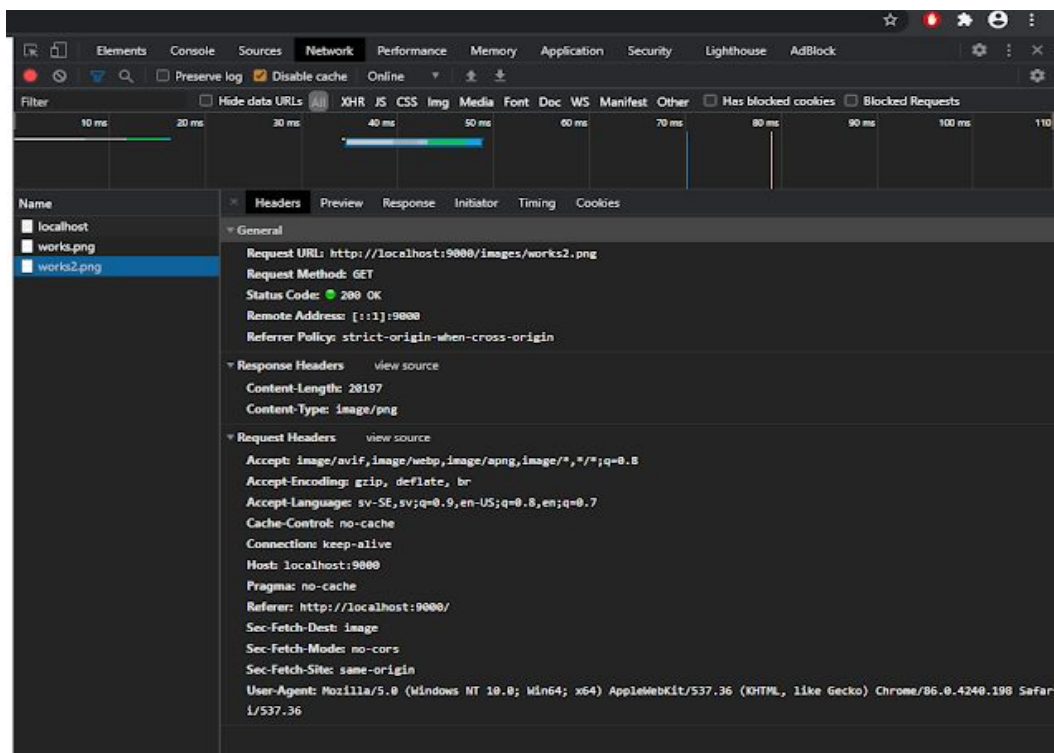 Elements Console Sources Network Performance Memory Application Security Lighthouse AdBlock
Preserve log Disable cache Online
Filter Hide data URLs All XHR JS CSS Img Media Font Doc WS Manifest Other Has blocked cookies Blocked Requests
10 ms 20 ms 30 ms 40 ms 50 ms 60 ms 70 ms 80 ms 90 ms 100 ms 110
Name
localhost
works.png
works2.png
Headers Preview Response Initiator Timing Cookies
General
Request URL: http://localhost:9000/images/works2.png
Request Method: GET
Status Code: 200 OK
Remote Address: [::1]:9000
Referrer Policy: strict-origin-when-cross-origin
Response Headers view source
Content-Length: 20197
Content-Type: image/png
Request Headers view source
Accept: image/avif,image/webp,image/apng,image/*,*/*;q=0.8
Accept-Encoding: gzip, deflate, br
Accept-Language: sv-SE,sv;q=0.9,en-US;q=0.8,en;q=0.7
Cache-Control: no-cache
Connection: keep-alive
Host: localhost:9000
Pragma: no-cache
Referer: http://localhost:9000/
Sec-Fetch-Dest: image
Sec-Fetch-Mode: no-cors
Sec-Fetch-Site: same-origin
User-Agent: Mozilla/5.0 (Windows NT 10.0; Win64; x64) AppleWebKit/537.36 (KHTML, like Gecko) Chrome/86.0.4240.198 Safar
i/537.36